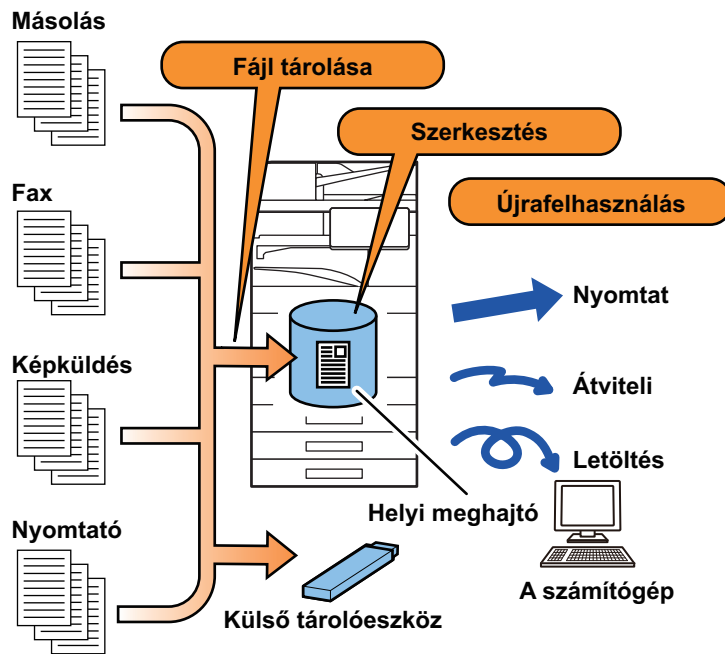 Másolás
Fájl tárolása
Szerkesztés
Fax
Újrafelhasználás
Nyomtat
Képküldés
Átviteli
Letöltés
Helyi meghajtó
Nyomtató
A számítógép
Külső tárolóeszköz